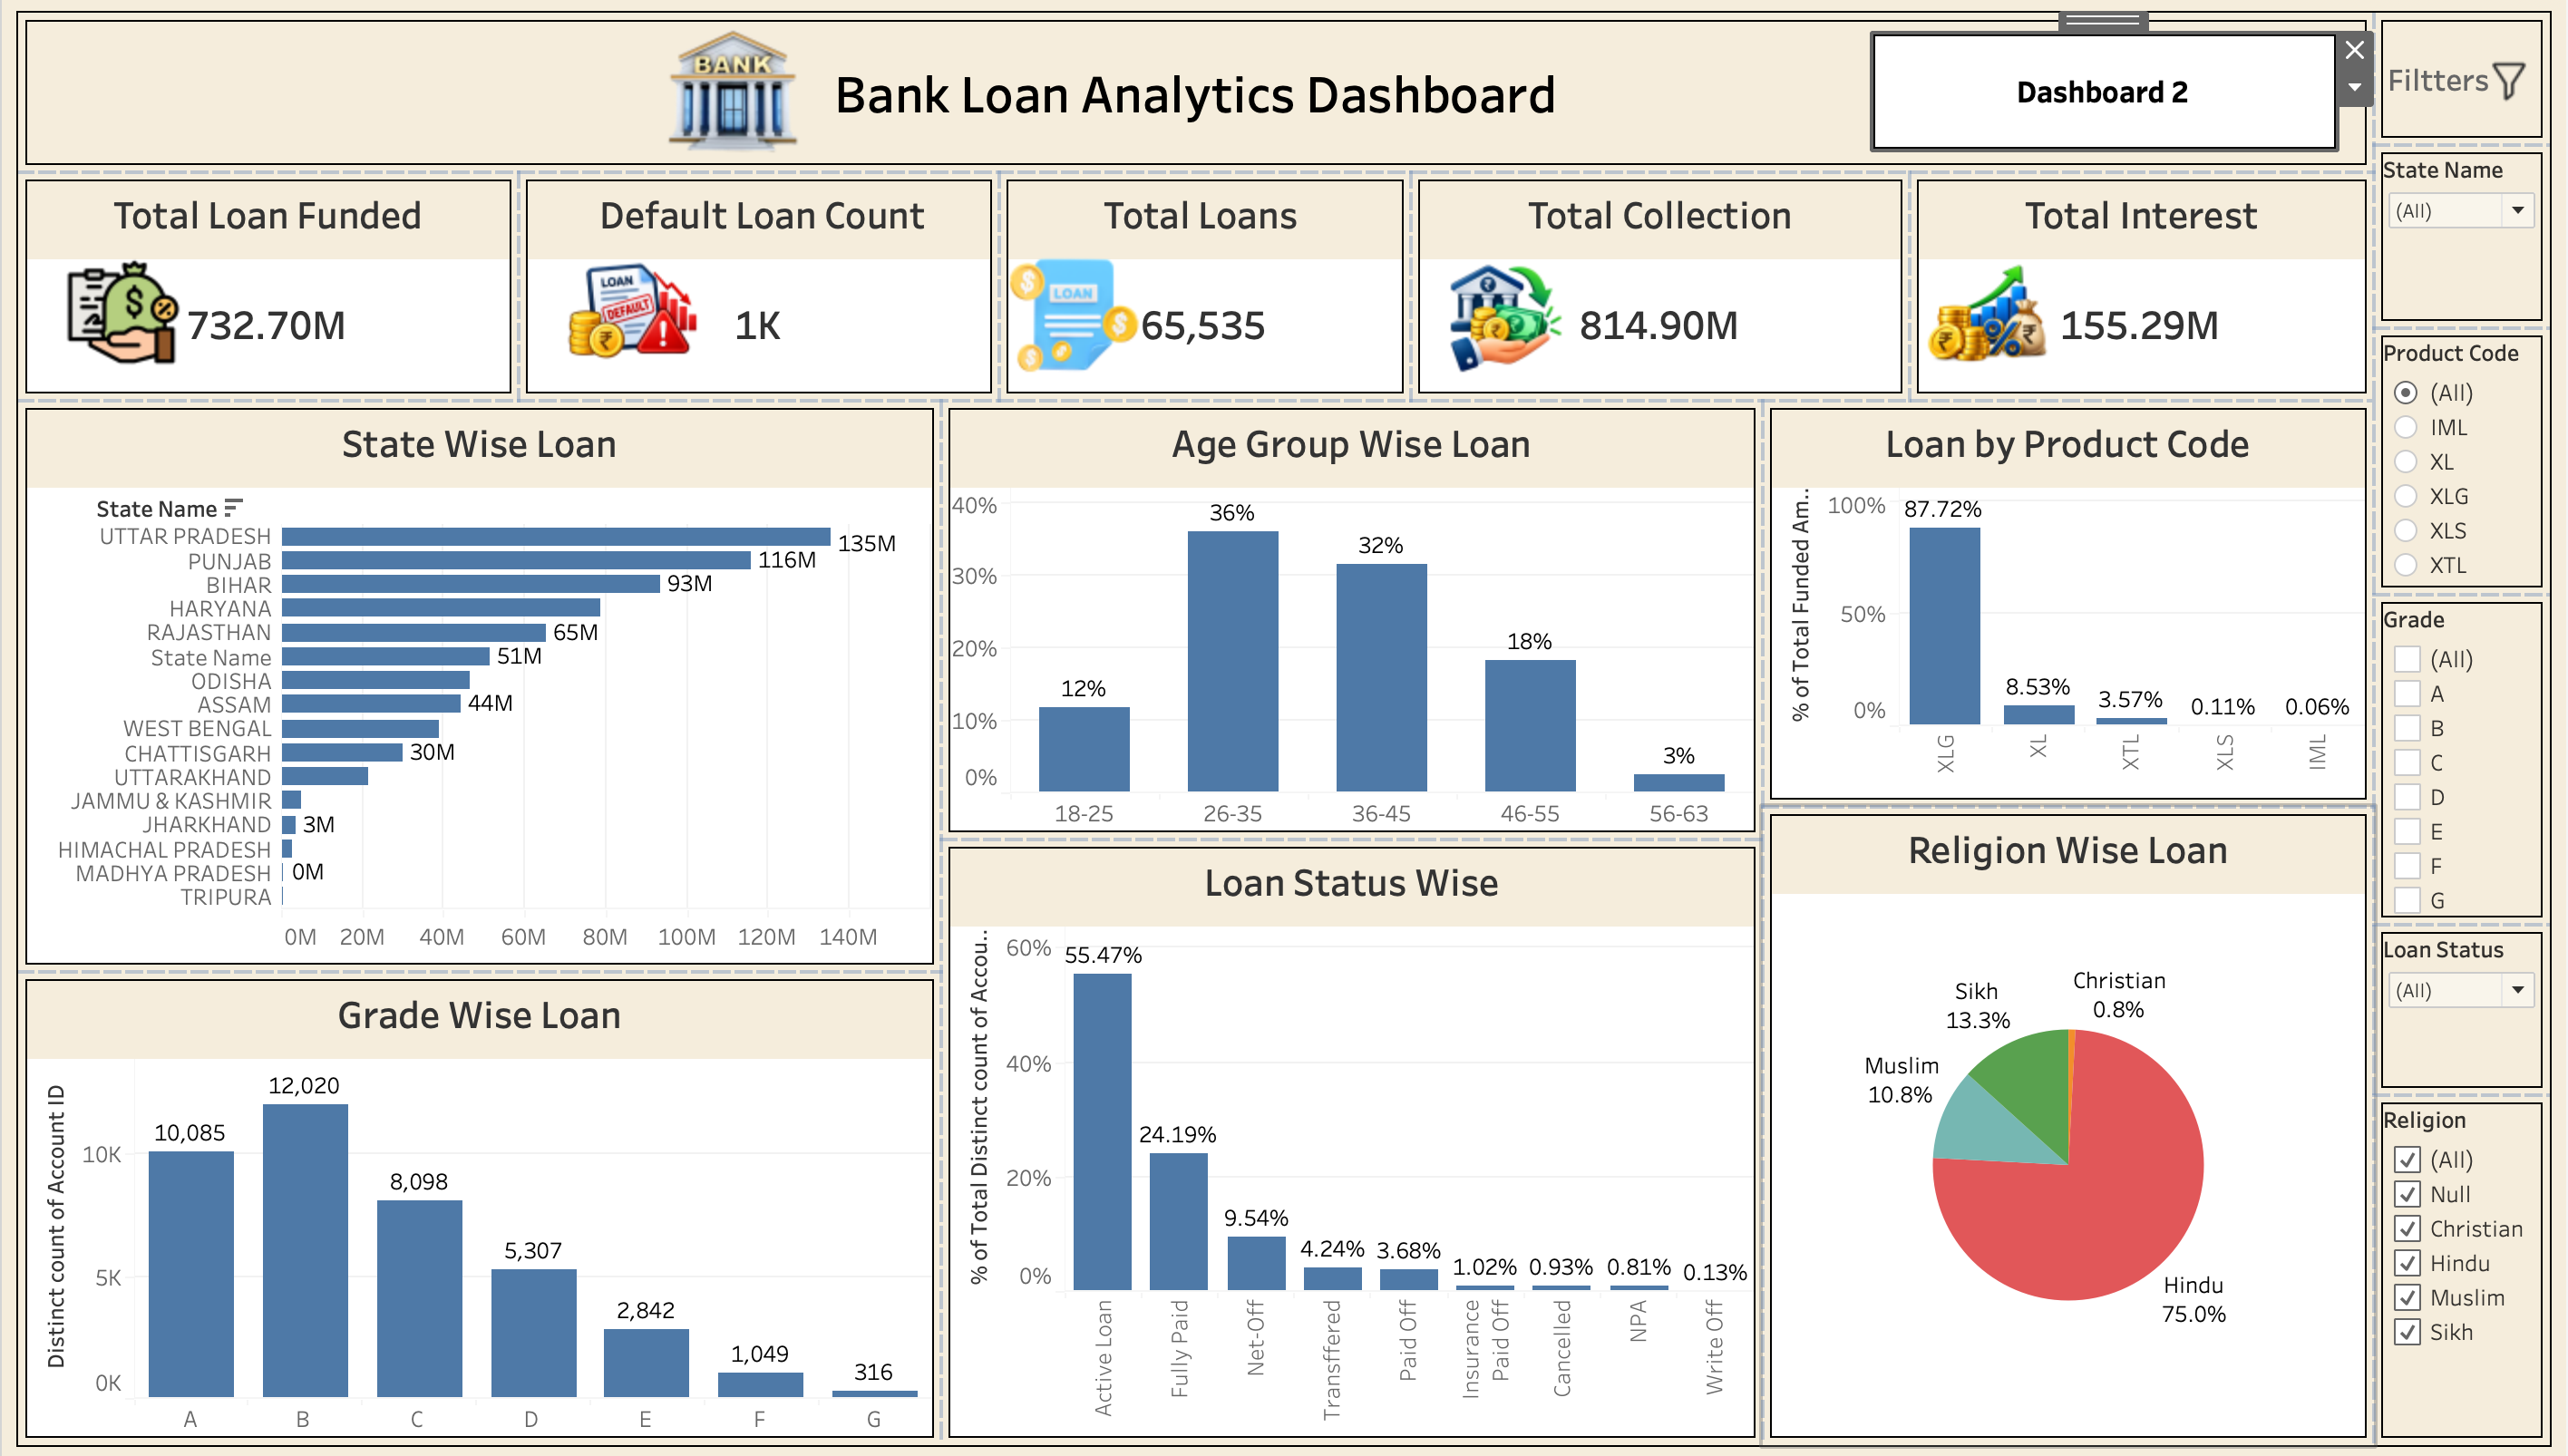 BANK
Bank Loan Analytics Dashboard
Dashboard 2
Filtters
Total Loan Funded
732.70M
Default Loan Count
LOAN
DEFAULT
1K
Total Loans
LOAN
65,535
Total Collection
814.90M
Total Interest
155.29M
State Wise Loan
State Name
UTTAR PRADESH 135M
PUNJAB 116M
BIHAR 93M
HARYANA
RAJASTHAN 65M
State Name 51M
ODISHA
ASSAM 44M
WEST BENGAL
CHATTISGARH 30M
UTTARAKHAND
JAMMU & KASHMIR
JHARKHAND 3M
HIMACHAL PRADESH
MADHYA PRADESH 0M
TRIPURA
0M 20M 40M 60M 80M 100M 120M 140M
Age Group Wise Loan
40%
30%
20%
10%
0%
12% 36% 32% 18% 3%
18-25 26-35 36-45 46-55 56-63
Loan by Product Code
% of Total Funded Am..
100%
50%
0%
87.72% 8.53% 3.57% 0.11% 0.06%
XLG XL XTL XLS IML
Grade Wise Loan
Distinct count of Account ID
10K
5K
0K
10,085 12,020 8,098 5,307 2,842 1,049 316
A B C D E F G
Loan Status Wise
% of Total Distinct count of Accou..
60%
40%
20%
0%
55.47% 24.19% 9.54% 4.24% 3.68% 1.02% 0.93% 0.81% 0.13%
Active Loan
Fully Paid
Net-Off
Transffered
Paid Off
Insurance
Paid Off
Cancelled
NPA
Write Off
Religion Wise Loan
Christian
0.8%
Sikh
13.3%
Muslim
10.8%
Hindu
75.0%
State Name
(All)
Product Code
(All)
IML
XL
XLG
XLS
XTL
Grade
(All)
A
B
C
D
E
F
G
Loan Status
(All)
Religion
(All)
Null
Christian
Hindu
Muslim
Sikh